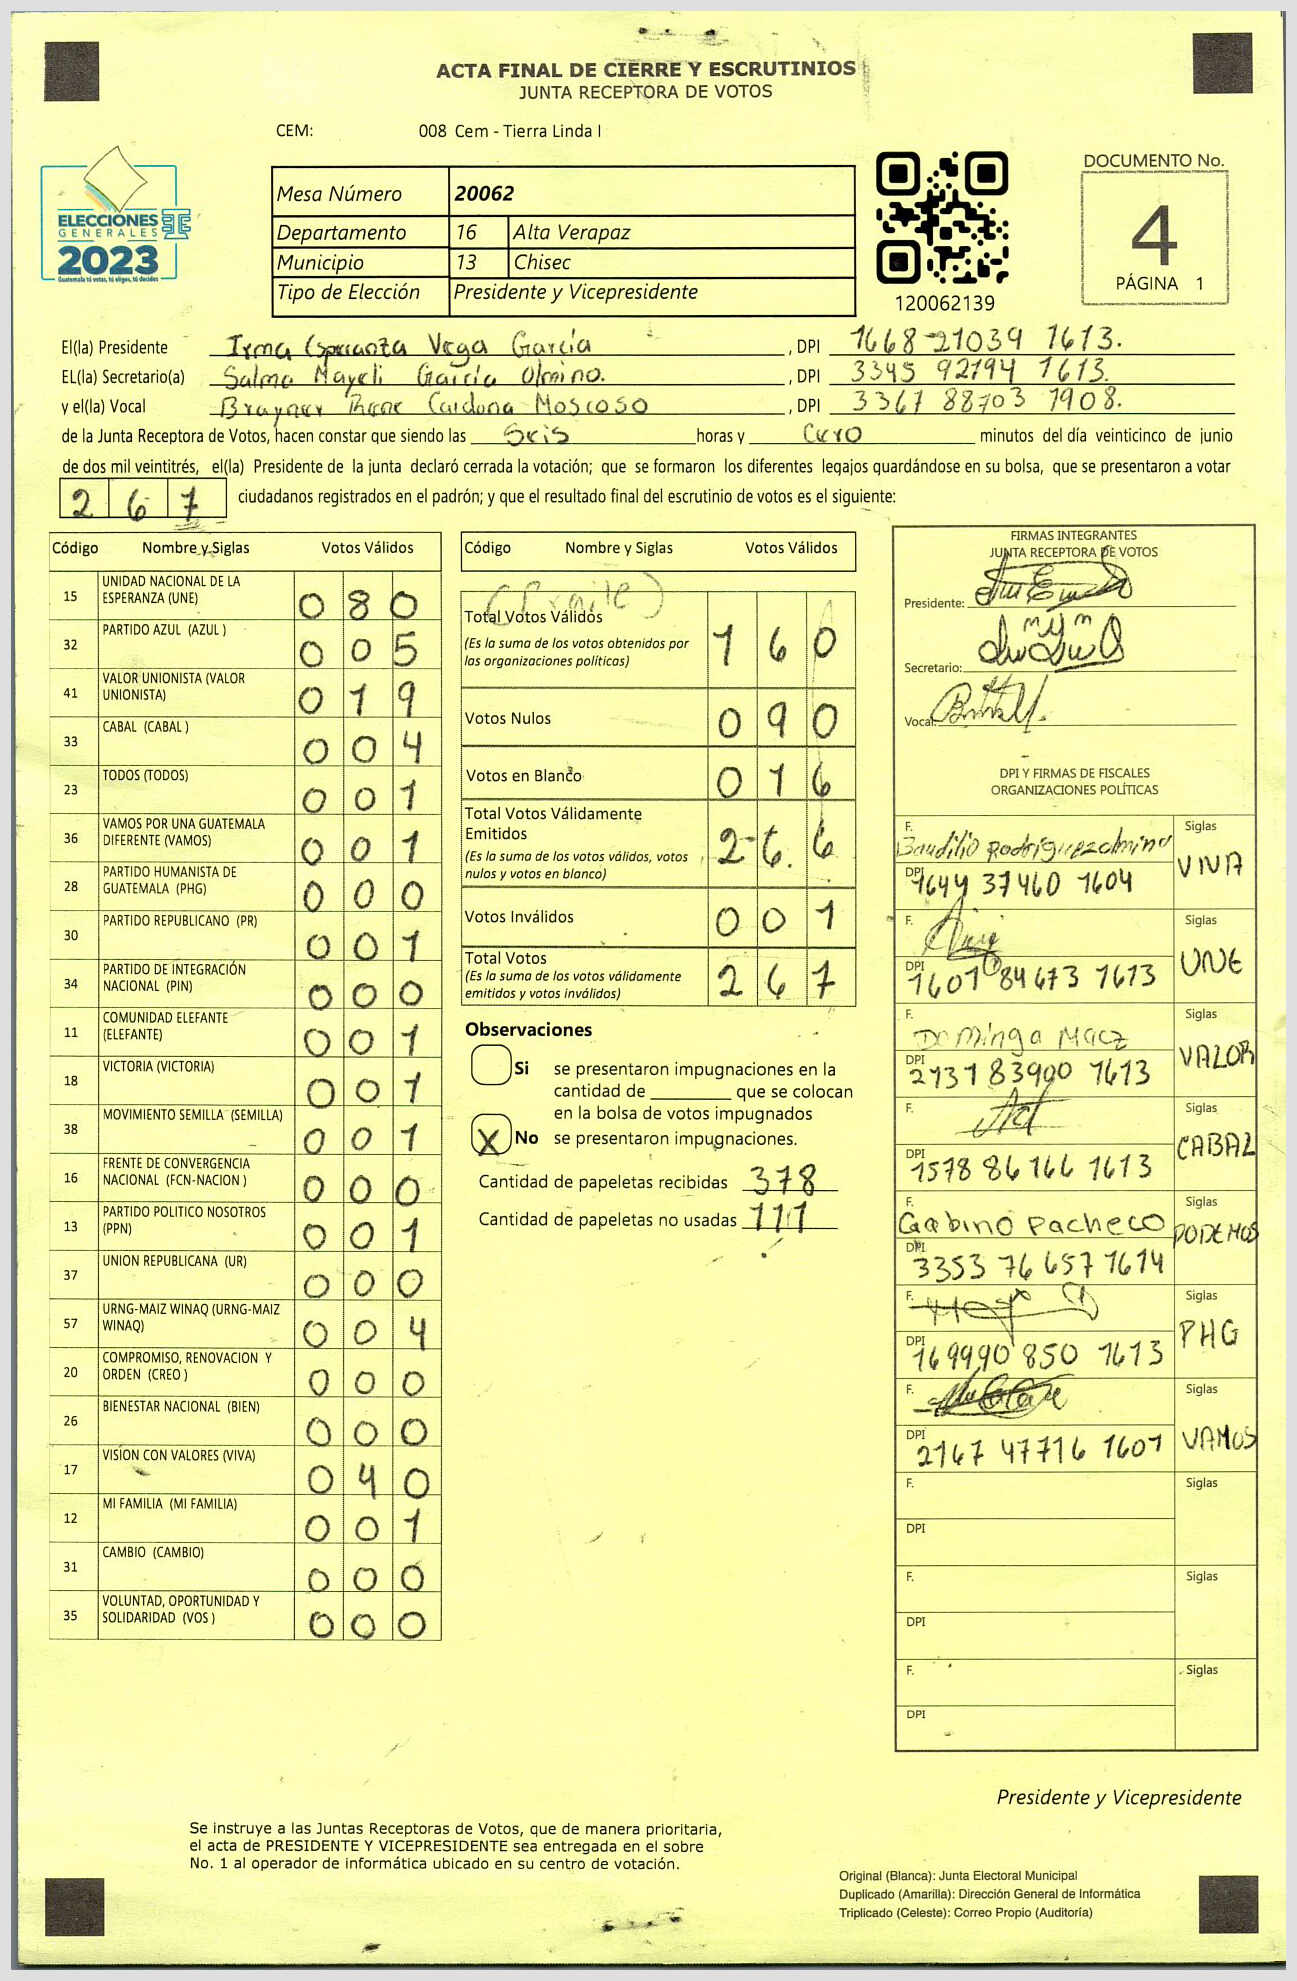 ACTA FINAL DE CIERRE Y ESCRUTINIOS
JUNTA RECEPTORA DE VOTOS
CEM: 008 Cem - Tierra Linda I
ELECCIONES
GENERALES
2023
Guatemala tú votas, tú eliges, tú decides
Mesa Número 20062
Departamento 16 Alta Verapaz
Municipio 13 Chisec
Tipo de Elección Presidente y Vicepresidente
120062139
DOCUMENTO No.
4
PÁGINA 1
El(la) Presidente Irma Esperanza Vega García , DPI 1668 21039 1613.
EL(la) Secretario(a) Salma Mayeli García Olmino. , DPI 3345 92194 1613.
y el(la) Vocal Brayner Rene Cardona Moscoso , DPI 3367 88703 1908.
de la Junta Receptora de Votos, hacen constar que siendo las Seis horas y Cero minutos del día veinticinco de junio
de dos mil veintitrés, el(la) Presidente de la junta declaró cerrada la votación; que se formaron los diferentes legajos guardándose en su bolsa, que se presentaron a votar
2 6 7 ciudadanos registrados en el padrón; y que el resultado final del escrutinio de votos es el siguiente:
Código Nombre y Siglas Votos Válidos
15 UNIDAD NACIONAL DE LA ESPERANZA (UNE) 0 8 0
32 PARTIDO AZUL (AZUL ) 0 0 5
41 VALOR UNIONISTA (VALOR UNIONISTA) 0 1 9
33 CABAL (CABAL ) 0 0 4
23 TODOS (TODOS) 0 0 1
36 VAMOS POR UNA GUATEMALA DIFERENTE (VAMOS) 0 0 1
28 PARTIDO HUMANISTA DE GUATEMALA (PHG) 0 0 0
30 PARTIDO REPUBLICANO (PR) 0 0 1
34 PARTIDO DE INTEGRACIÓN NACIONAL (PIN) 0 0 0
11 COMUNIDAD ELEFANTE (ELEFANTE) 0 0 1
18 VICTORIA (VICTORIA) 0 0 1
38 MOVIMIENTO SEMILLA (SEMILLA) 0 0 1
16 FRENTE DE CONVERGENCIA NACIONAL (FCN-NACION ) 0 0 0
13 PARTIDO POLITICO NOSOTROS (PPN) 0 0 1
37 UNION REPUBLICANA (UR) 0 0 0
57 URNG-MAIZ WINAQ (URNG-MAIZ WINAQ) 0 0 4
20 COMPROMISO, RENOVACION Y ORDEN (CREO ) 0 0 0
26 BIENESTAR NACIONAL (BIEN) 0 0 0
17 VISION CON VALORES (VIVA) 0 4 0
12 MI FAMILIA (MI FAMILIA) 0 0 1
31 CAMBIO (CAMBIO) 0 0 0
35 VOLUNTAD, OPORTUNIDAD Y SOLIDARIDAD (VOS ) 0 0 0
Código Nombre y Siglas Votos Válidos
Total Votos Válidos
(Es la suma de los votos obtenidos por las organizaciones políticas) 1 6 0
Votos Nulos 0 9 0
Votos en Blanco 0 1 6
Total Votos Válidamente Emitidos
(Es la suma de los votos válidos, votos nulos y votos en blanco) 2 6. 6
Votos Inválidos 0 0 1
Total Votos
(Es la suma de los votos válidamente emitidos y votos inválidos) 2 6 7
Observaciones
Si se presentaron impugnaciones en la
cantidad de ________ que se colocan
en la bolsa de votos impugnados
X No se presentaron impugnaciones.
Cantidad de papeletas recibidas 378
Cantidad de papeletas no usadas 111
FIRMAS INTEGRANTES
JUNTA RECEPTORA DE VOTOS
Presidente:
Secretario:
Vocal:
DPI Y FIRMAS DE FISCALES
ORGANIZACIONES POLÍTICAS
F. Baudilio Rodriguez Siglas
DPI 1644 37460 1604 VIVA
F. Siglas
DPI 1601 84673 1613 UNE
F. Dominga Macz Siglas
DPI 2131 83900 1613 VALOR
F. Siglas
DPI 1578 86166 1613 CABAL
F. Gabino Pacheco Siglas
DPI 3353 76657 1614 PODEMOS
F. Siglas
DPI 169990 850 1613 PHG
F. Siglas
DPI 2167 47716 1601 VAMOS
F. Siglas
DPI
F. Siglas
DPI
F. Siglas
DPI
Presidente y Vicepresidente
Se instruye a las Juntas Receptoras de Votos, que de manera prioritaria,
el acta de PRESIDENTE Y VICEPRESIDENTE sea entregada en el sobre
No. 1 al operador de informática ubicado en su centro de votación.
Original (Blanca): Junta Electoral Municipal
Duplicado (Amarilla): Dirección General de Informática
Triplicado (Celeste): Correo Propio (Auditoría)